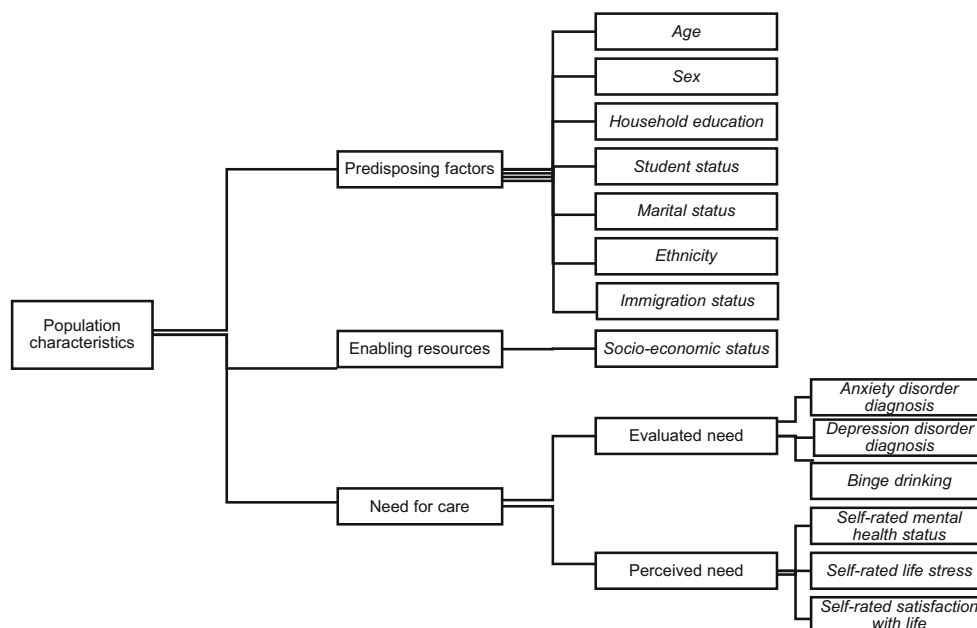 Age
Sex
Household education
Predisposing factors
Student status
Marital status
Ethnicity
Immigration status
Population
characteristics
Enabling resources
Socio-economic status
Anxiety disorder
diagnosis
Evaluated need
Depression disorder
diagnosis
Binge drinking
Need for care
Self-rated mental
health status
Perceived need
Self-rated life stress
Self-rated satisfaction
with life